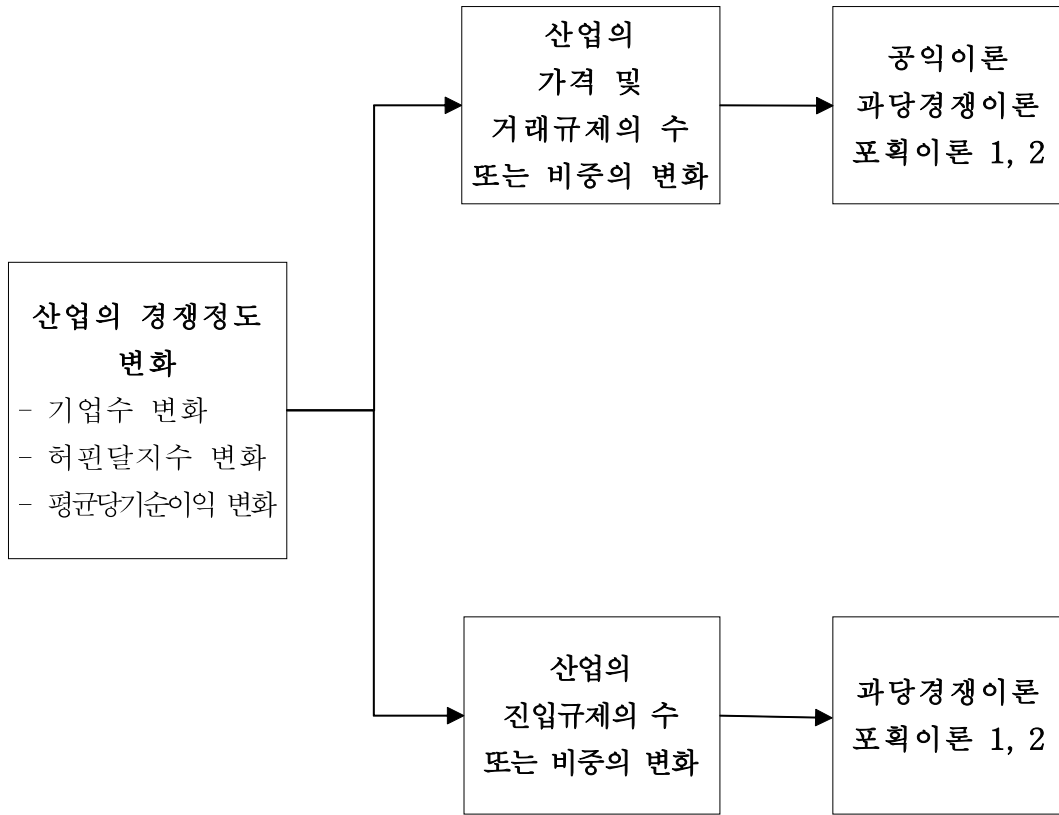 산업의
가격 및
거래규제의 수
또는 비중의 변화
공익이론
과당경쟁이론
포획이론 1, 2
산업의 경쟁정도
변화
- 기업수 변화
- 허핀달지수 변화
- 평균당기순이익 변화
산업의
진입규제의 수
또는 비중의 변화
과당경쟁이론
포획이론 1, 2